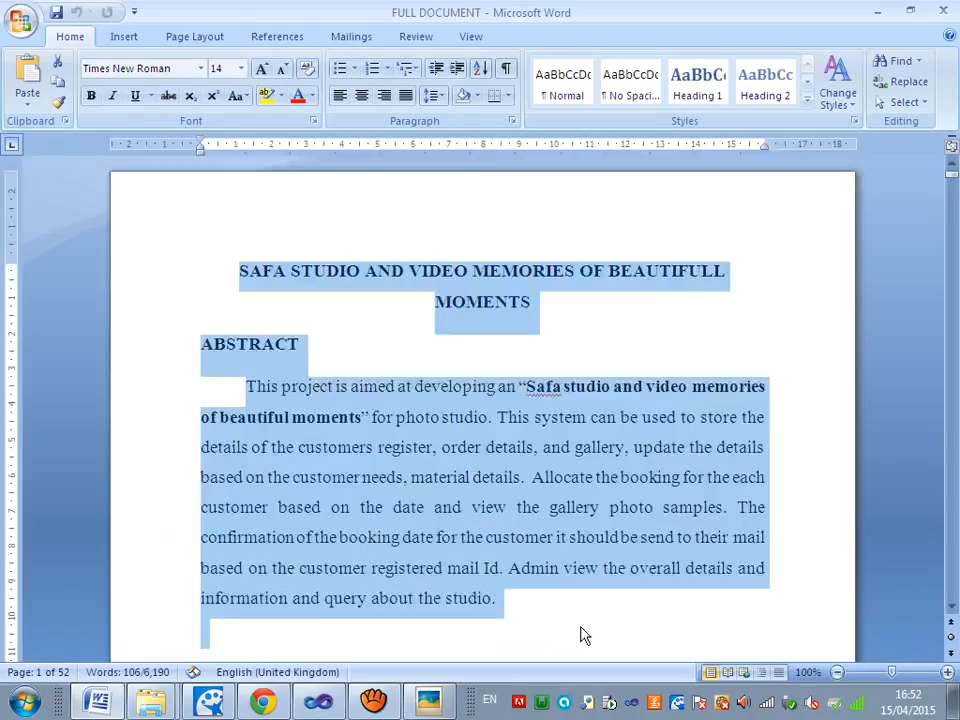 FULL DOCUMENT - Microsoft Word
Home Insert Page Layout References Mailings Review View
Times New Roman 14
AaBbCcDc AaBbCcDc AaBbC AaBbCc
Paste
¶ Normal ¶ No Spaci... Heading 1 Heading 2
Change Styles
Find
Replace
Select
Clipboard Font Paragraph Styles Editing
SAFA STUDIO AND VIDEO MEMORIES OF BEAUTIFULL
MOMENTS
ABSTRACT
This project is aimed at developing an “Safa studio and video memories
of beautiful moments” for photo studio. This system can be used to store the
details of the customers register, order details, and gallery, update the details
based on the customer needs, material details. Allocate the booking for the each
customer based on the date and view the gallery photo samples. The
confirmation of the booking date for the customer it should be send to their mail
based on the customer registered mail Id. Admin view the overall details and
information and query about the studio.
Page: 1 of 52 Words: 106/6,190 English (United Kingdom) 100%
EN
16:52
15/04/2015